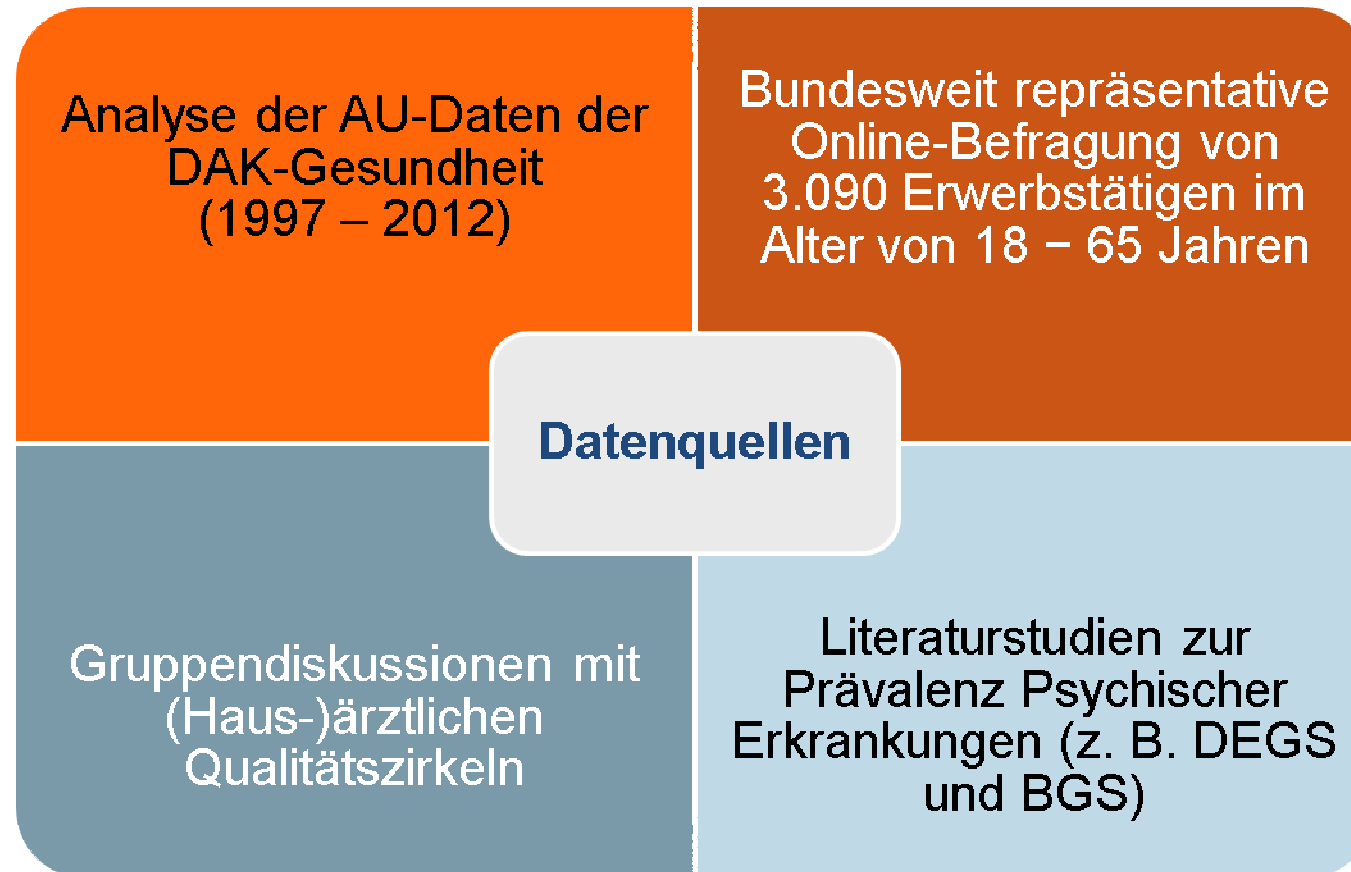 Analyse der AU-Daten der
DAK-Gesundheit
(1997 – 2012)
Bundesweit repräsentative
Online-Befragung von
3.090 Erwerbstätigen im
Alter von 18 – 65 Jahren
Datenquellen
Gruppendiskussionen mit
(Haus-)ärztlichen
Qualitätszirkeln
Literaturstudien zur
Prävalenz Psychischer
Erkrankungen (z. B. DEGS
und BGS)